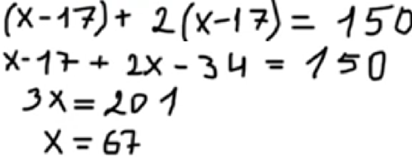 (x-17)+ 2(x-17)= 150
x-17+ 2x-34 = 150
3x=201
x=67